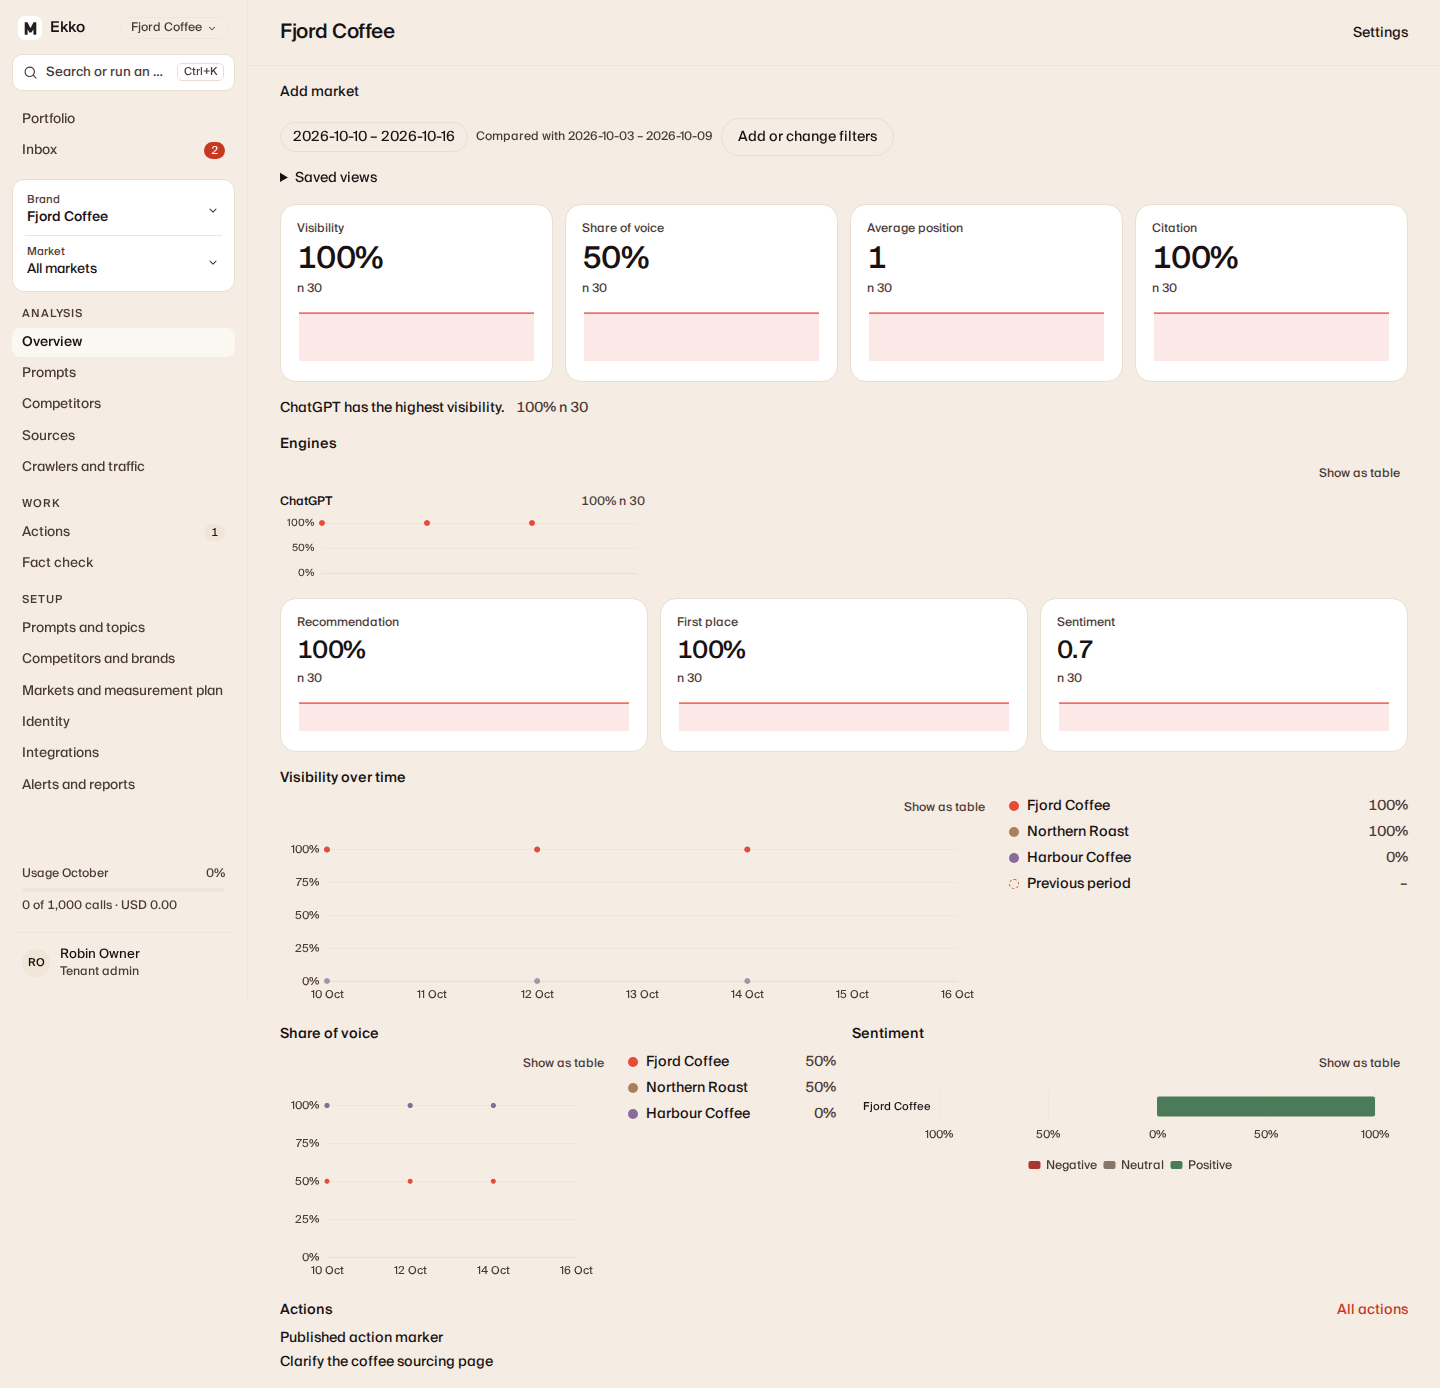 Ekko
Fjord Coffee
Search or run an ...
Ctrl+K
Portfolio
Inbox 2
Brand
Fjord Coffee
Market
All markets
ANALYSIS
Overview
Prompts
Competitors
Sources
Crawlers and traffic
WORK
Actions 1
Fact check
SETUP
Prompts and topics
Competitors and brands
Markets and measurement plan
Identity
Integrations
Alerts and reports
Usage October 0%
0 of 1,000 calls · USD 0.00
RO
Robin Owner
Tenant admin
Fjord Coffee
Settings
Add market
2026-10-10 – 2026-10-16
Compared with 2026-10-03 – 2026-10-09
Add or change filters
Saved views
Visibility
100%
n 30
Share of voice
50%
n 30
Average position
1
n 30
Citation
100%
n 30
ChatGPT has the highest visibility. 100% n 30
Engines
Show as table
ChatGPT 100% n 30
100%
50%
0%
Recommendation
100%
n 30
First place
100%
n 30
Sentiment
0.7
n 30
Visibility over time
Show as table
100%
75%
50%
25%
0%
10 Oct 11 Oct 12 Oct 13 Oct 14 Oct 15 Oct 16 Oct
Fjord Coffee 100%
Northern Roast 100%
Harbour Coffee 0%
Previous period –
Share of voice
Show as table
100%
75%
50%
25%
0%
10 Oct 12 Oct 14 Oct 16 Oct
Fjord Coffee 50%
Northern Roast 50%
Harbour Coffee 0%
Sentiment
Show as table
Fjord Coffee
100% 50% 0% 50% 100%
Negative Neutral Positive
Actions
All actions
Published action marker
Clarify the coffee sourcing page